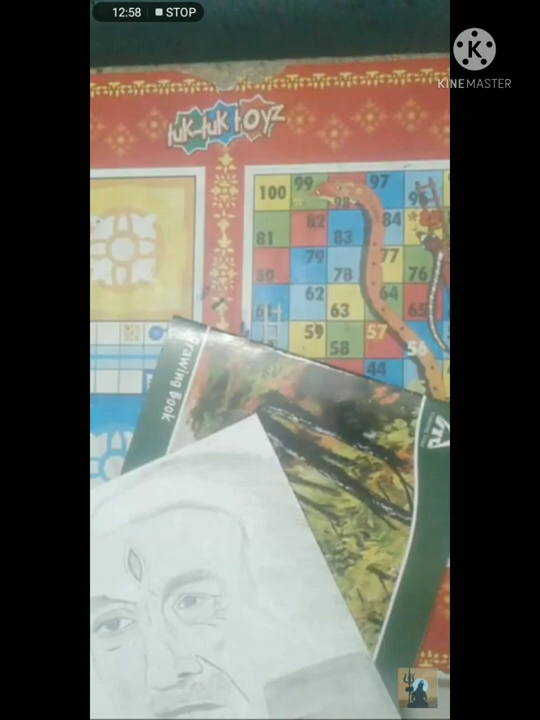 12:58 STOP
K
KINEMASTER
tuk-tuk toyz
100 99 98 97 96
81 82 83 84
80 79 78 77 76
61 62 63 64 65
59 58 57 56
44
Drawing Book